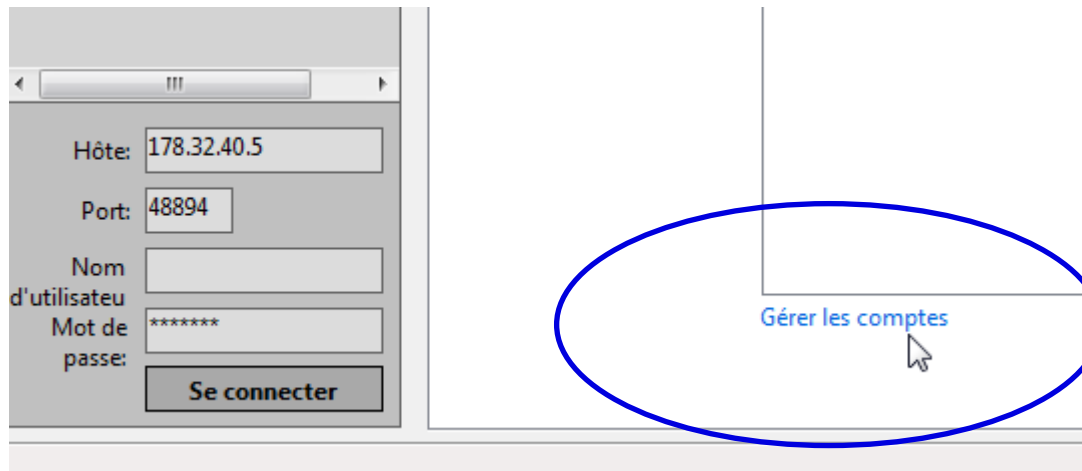 Hôte: 178.32.40.5
Port: 48894
Nom
d'utilisateu
Mot de
passe:
*******
Se connecter
Gérer les comptes